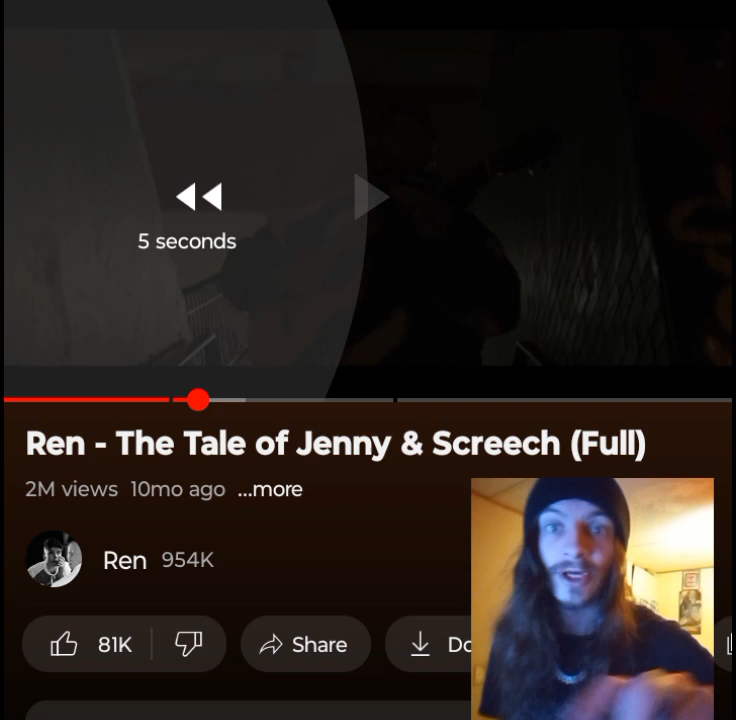 5 seconds
Ren - The Tale of Jenny & Screech (Full)
2M views 10mo ago ...more
Ren 954K
81K Share Do